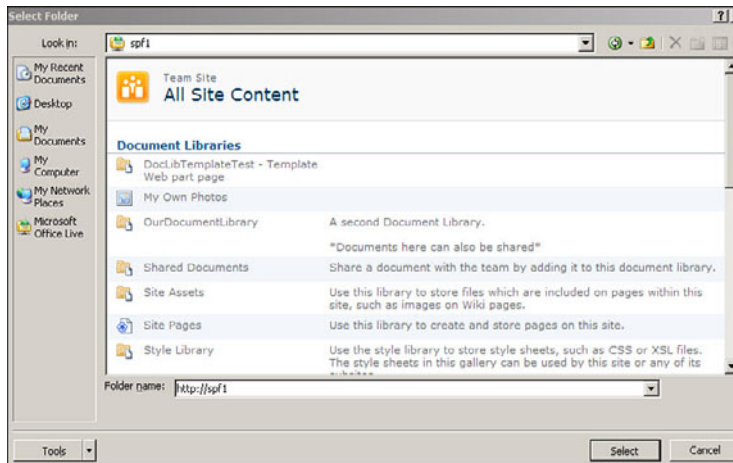 Select Folder
Look in:
spf1
My Recent
Documents
Desktop
My
Documents
My
Computer
My Network
Places
Microsoft
Office Live
Team Site
All Site Content
Document Libraries
DocLibTemplateTest - Template
Web part page
My Own Photos
OurDocumentLibrary
A second Document Library.
"Documents here can also be shared"
Shared Documents
Share a document with the team by adding it to this document library.
Site Assets
Use this library to store files which are included on pages within this
site, such as images on Wiki pages.
Site Pages
Use this library to create and store pages on this site.
Style Library
Use the style library to store style sheets, such as CSS or XSL files.
The style sheets in this gallery can be used by this site or any of its
Folder name:
http://spf1
Tools
Select
Cancel